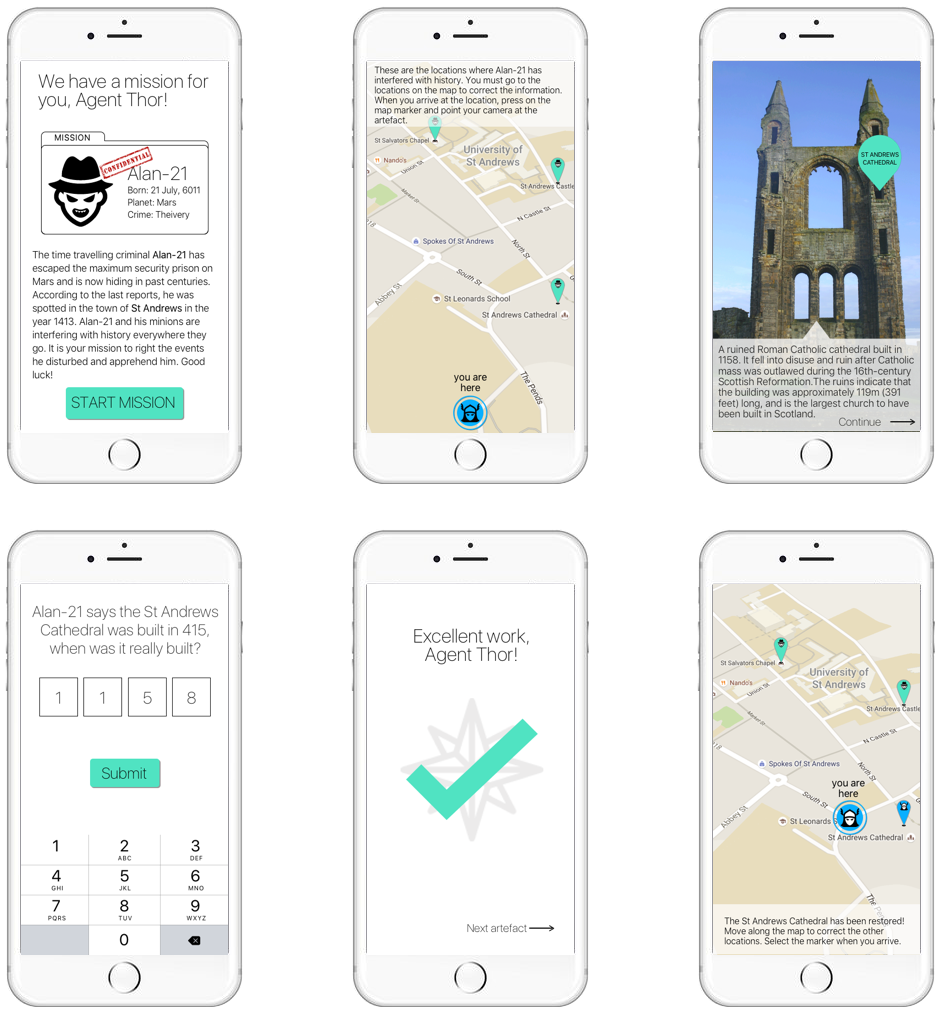 We have a mission for
you, Agent Thor!
MISSION
CONFIDENTIAL
Alan-21
Born: 21 July, 6011
Planet: Mars
Crime: Theivery
The time travelling criminal Alan-21 has
escaped the maximum security prison on
Mars and is now hiding in past centuries.
According to the last reports, he was
spotted in the town of St Andrews in the
year 1413. Alan-21 and his minions are
interfering with history everywhere they
go. It is your mission to right the events
he disturbed and apprehend him. Good
luck!
START MISSION
These are the locations where Alan-21 has
interfered with history. You must go to the
locations on the map to correct the information.
When you arrive at the location, press on the
map marker and point your camera at the
artefact.
St Salvators Chapel
University of
St Andrews
Nando's
Union St
St Andrews Castle
Market St
N Castle St
Spokes Of St Andrews
North St
South St
Abbey St
St Leonards School
St Andrews Cathedral
The Pends
you are
here
ST ANDREWS
CATHEDRAL
A ruined Roman Catholic cathedral built in
1158. It fell into disuse and ruin after Catholic
mass was outlawed during the 16th-century
Scottish Reformation.The ruins indicate that
the building was approximately 119m (391
feet) long, and is the largest church to have
been built in Scotland.
Continue
Alan-21 says the St Andrews
Cathedral was built in 415,
when was it really built?
1 1 5 8
Submit
1 2 3
ABC DEF
4 5 6
GHI JKL MNO
7 8 9
PQRS TUV WXYZ
0
Excellent work,
Agent Thor!
Next artefact
St Salvators Chapel
University of
St Andrews
Nando's
Union St
St Andrews Castle
Market St
N Castle St
Spokes Of St Andrews
North St
you are
here
South St
Abbey St
St Leonards S
St Andrews Cathedral
The P
The St Andrews Cathedral has been restored!
Move along the map to correct the other
locations. Select the marker when you arrive.